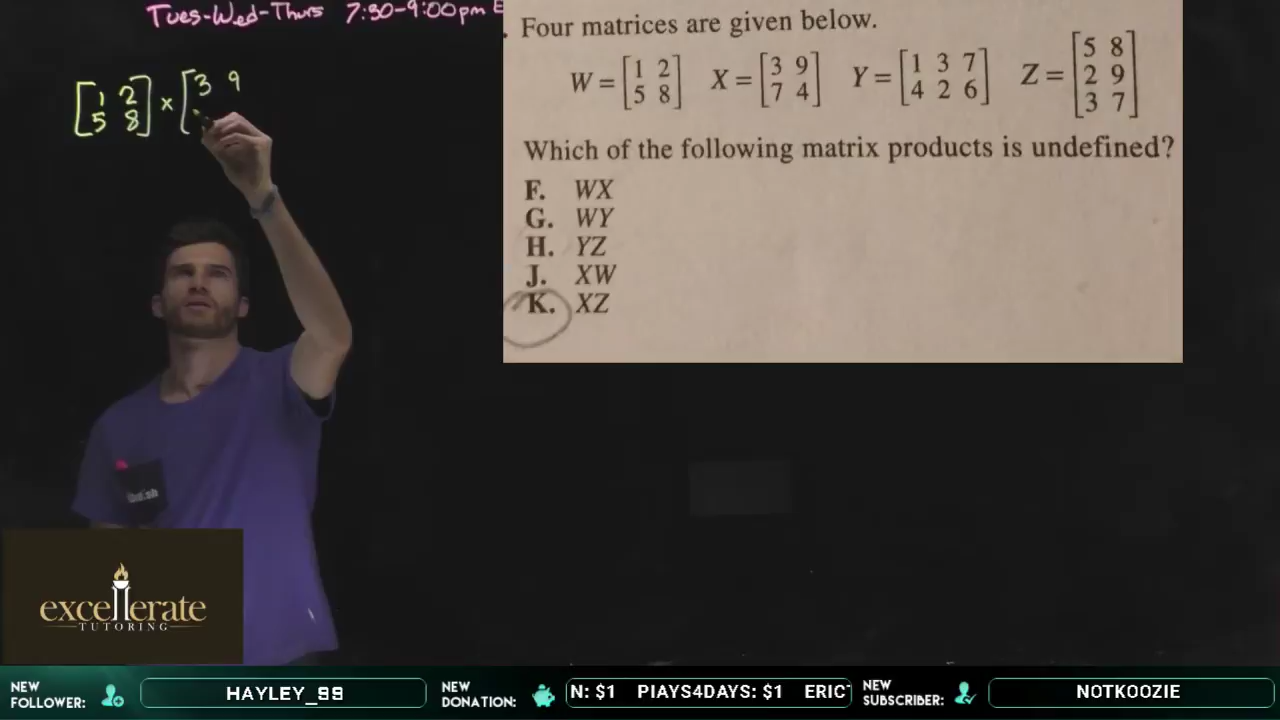 Tues-Wed-Thurs 7:30-9:00pm E
[1 2
5 8] × [3 9
Four matrices are given below.
W = [1 2
5 8] X = [3 9
7 4] Y = [1 3 7
4 2 6] Z = [5 8
2 9
3 7]
Which of the following matrix products is undefined?
F. WX
G. WY
H. YZ
J. XW
K. XZ
excellerate
TUTORING
NEW FOLLOWER:
HAYLEY_99
NEW DONATION:
N: $1 PIAYS4DAYS: $1 ERIC
NEW SUBSCRIBER:
NOTKOOZIE